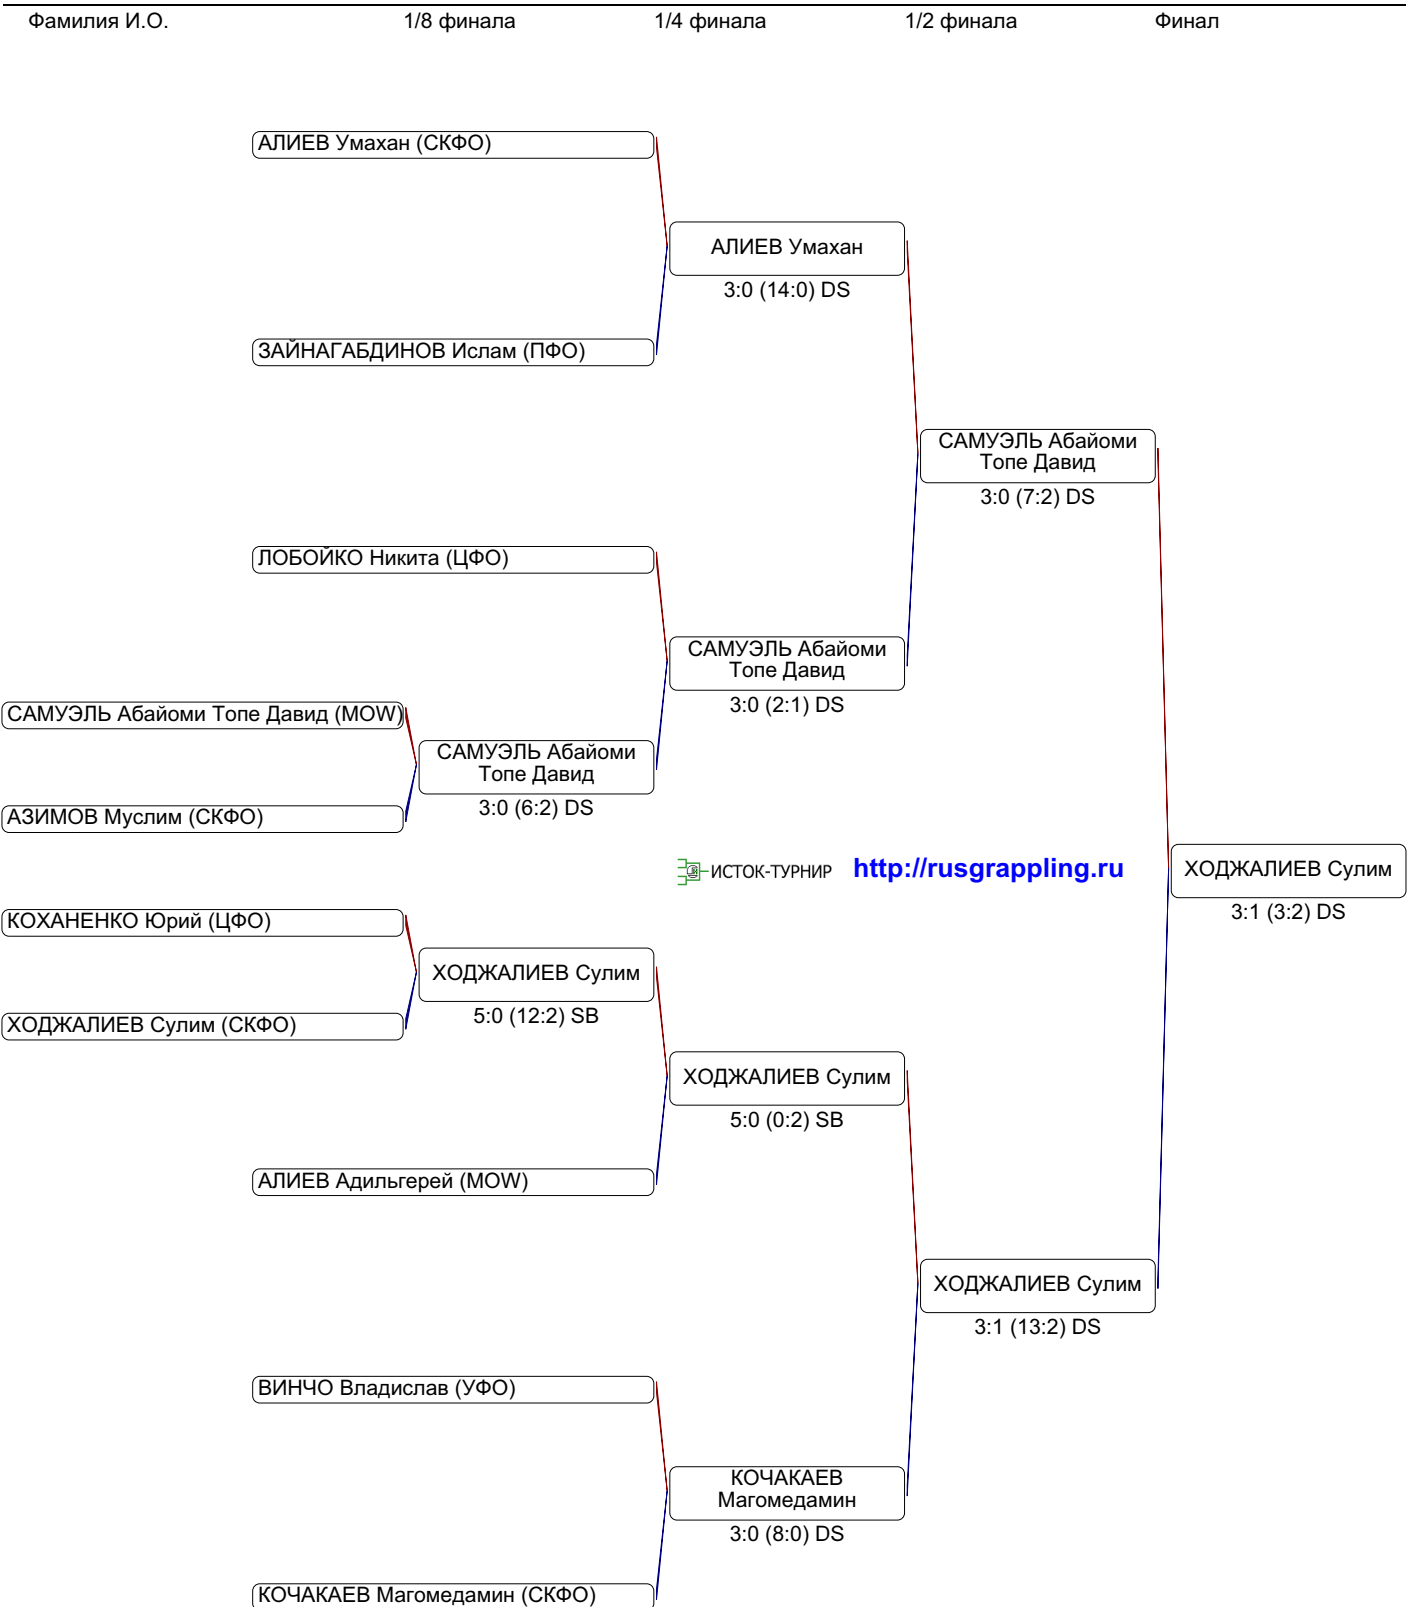 Фамилия И.О.
1/8 финала
1/4 финала
1/2 финала
Финал
АЛИЕВ Умахан (СКФО)
АЛИЕВ Умахан
3:0 (14:0) DS
ЗАЙНАГАБДИНОВ Ислам (ПФО)
САМУЭЛЬ Абайоми
Топе Давид
3:0 (7:2) DS
ЛОБОЙКО Никита (ЦФО)
САМУЭЛЬ Абайоми
Топе Давид
3:0 (2:1) DS
САМУЭЛЬ Абайоми Топе Давид (MOW)
САМУЭЛЬ Абайоми
Топе Давид
3:0 (6:2) DS
АЗИМОВ Муслим (СКФО)
ИСТОК-ТУРНИР
http://rusgrappling.ru
ХОДЖАЛИЕВ Сулим
3:1 (3:2) DS
КОХАНЕНКО Юрий (ЦФО)
ХОДЖАЛИЕВ Сулим
5:0 (12:2) SB
ХОДЖАЛИЕВ Сулим (СКФО)
ХОДЖАЛИЕВ Сулим
5:0 (0:2) SB
АЛИЕВ Адильгерей (MOW)
ХОДЖАЛИЕВ Сулим
3:1 (13:2) DS
ВИНЧО Владислав (УФО)
КОЧАКАЕВ
Магомедамин
3:0 (8:0) DS
КОЧАКАЕВ Магомедамин (СКФО)